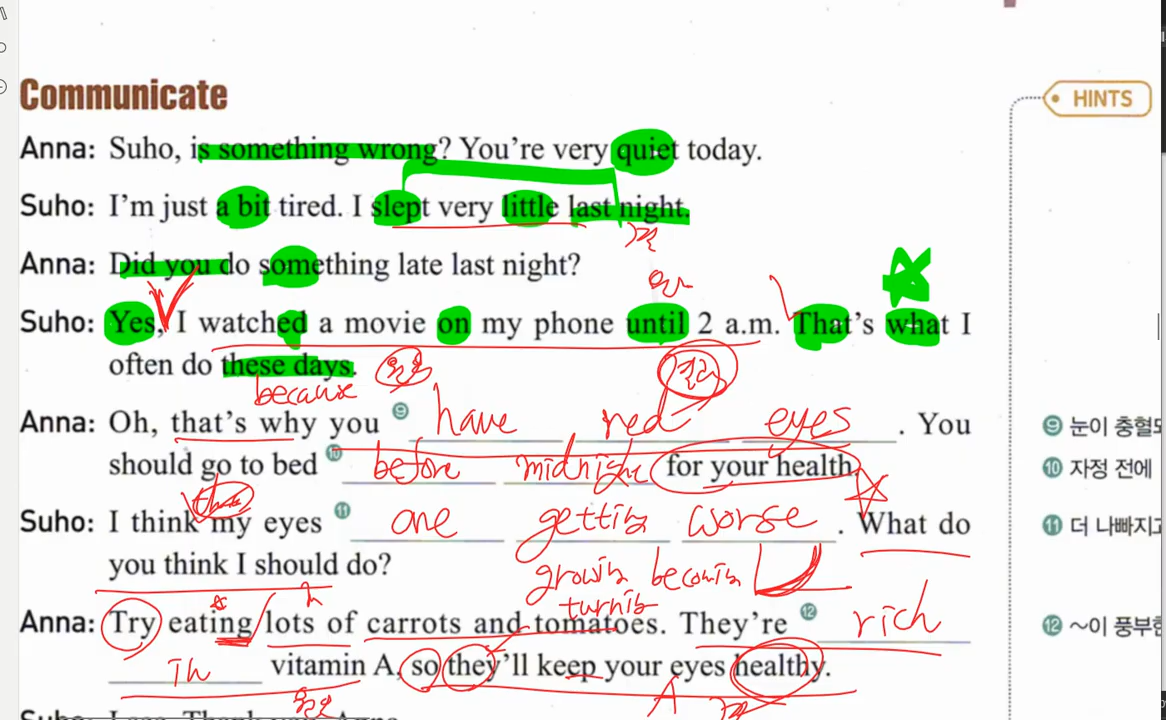 Communicate
HINTS
Anna: Suho, is something wrong? You're very quiet today.
Suho: I'm just a bit tired. I slept very little last night.
Anna: Did you do something late last night?
Suho: Yes, I watched a movie on my phone until 2 a.m. That's what I
often do these days.
because
Anna: Oh, that's why you ⑨ have red eyes. You
⑨ 눈이 충혈되
should go to bed ⑩ before midnight for your health.
⑩ 자정 전에
Suho: I think my eyes ⑪ getting worse. What do
⑪ 더 나빠지고
you think I should do?
Anna: Try eating lots of carrots and tomatoes. They're ⑫ rich
⑫ ~이 풍부한
vitamin A, so they'll keep your eyes healthy.